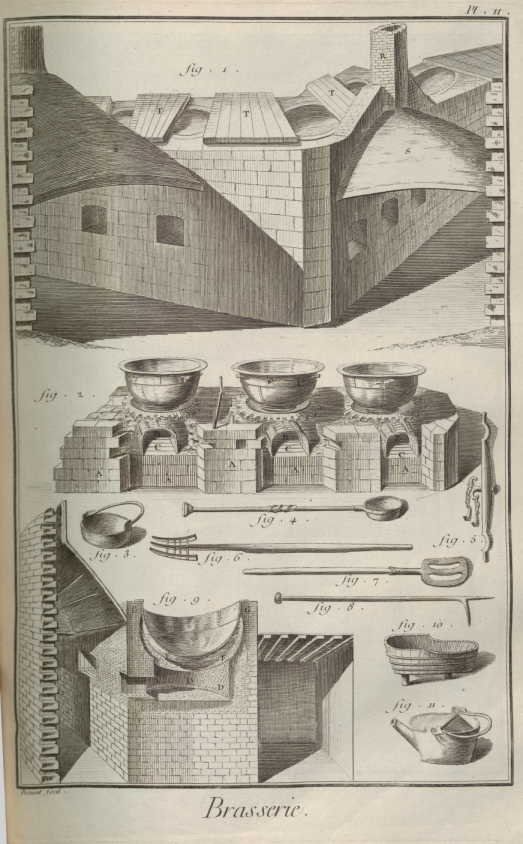 Pl. II.
fig. 1.
R
T
T
T
S
S
fig. 2.
C
C
C
A
A
A
A
A
A
fig. 3.
fig. 4.
fig. 5.
fig. 6.
fig. 7.
fig. 8.
fig. 9.
G
D
D
fig. 10.
fig. 11.
fecit.
Brasserie.